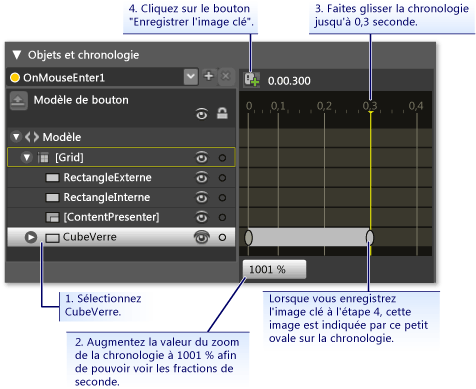 4. Cliquez sur le bouton
"Enregistrer l'image clé".
3. Faites glisser la chronologie
jusqu'à 0,3 seconde.
Objets et chronologie
OnMouseEnter1
0.00.300
Modèle de bouton
0 0,1 0,2 0,3 0,4
Modèle
[Grid]
RectangleExterne
RectangleInterne
[ContentPresenter]
CubeVerre
1001 %
1. Sélectionnez
CubeVerre.
2. Augmentez la valeur du zoom
de la chronologie à 1001 % afin
de pouvoir voir les fractions de
seconde.
Lorsque vous enregistrez
l'image clé à l'étape 4, cette
image est indiquée par ce petit
ovale sur la chronologie.